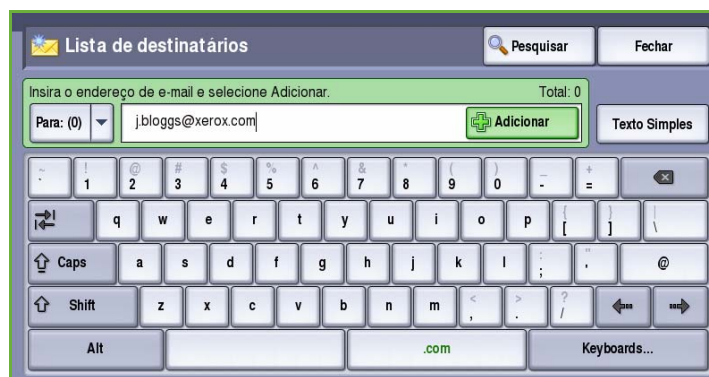 Lista de destinatários Pesquisar Fechar
Insira o endereço de e-mail e selecione Adicionar. Total: 0
Para: (0) j.bloggs@xerox.com Adicionar Texto Simples
~ ! @ # $ % ^ & * ( ) _ +
` 1 2 3 4 5 6 7 8 9 0 - =
q w e r t y u i o p { [ } ] | \
Caps a s d f g h j k l : ; " ' @
Shift z x c v b n m < , > . ? /
Alt .com Keyboards...